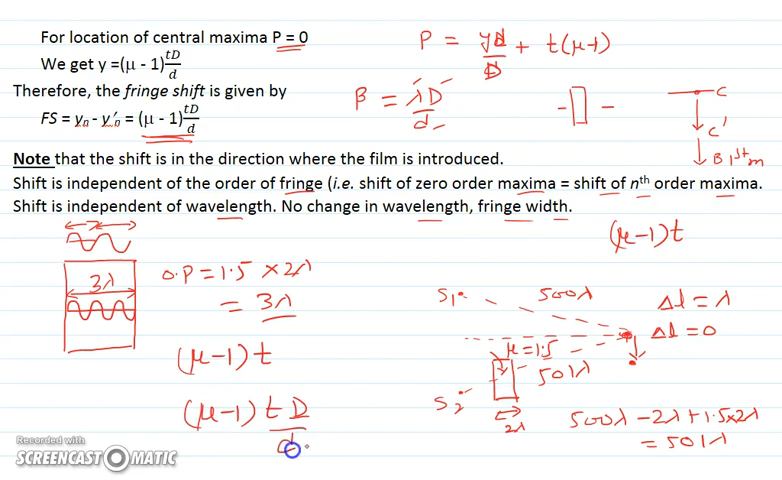 For location of central maxima P = 0
We get y =(μ - 1) tD/d
Therefore, the fringe shift is given by
FS = yn - y'n = (μ - 1) tD/d
P = yd/D + t(μ-1)
β = λD/d
C
C'
B 1st m
Note that the shift is in the direction where the film is introduced.
Shift is independent of the order of fringe (i.e. shift of zero order maxima = shift of nth order maxima.
Shift is independent of wavelength. No change in wavelength, fringe width.
(μ-1)t
3λ
O.P = 1.5 × 2λ
= 3λ
(μ-1) t
(μ-1) t D/d
S1
500λ
Δl = λ
Δl = 0
μ = 1.5
501λ
S2
2λ
500λ - 2λ + 1.5×2λ
= 501λ
Recorded with
SCREENCAST MATIC